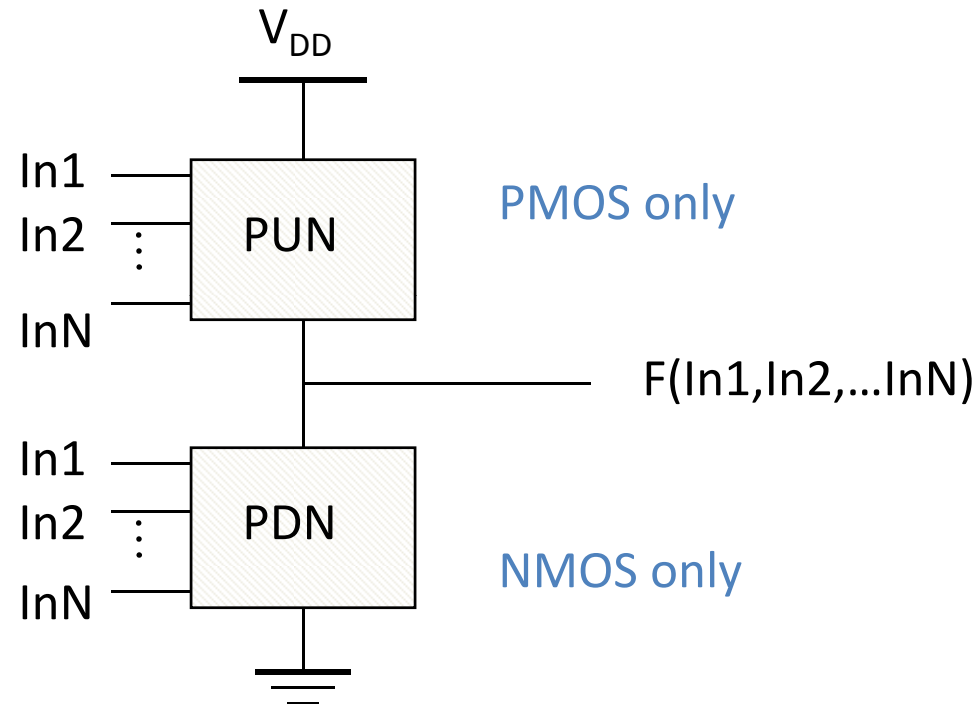 VDD
In1
In2
⋮
InN
PUN
PMOS only
F(In1,In2,...InN)
In1
In2
⋮
InN
PDN
NMOS only